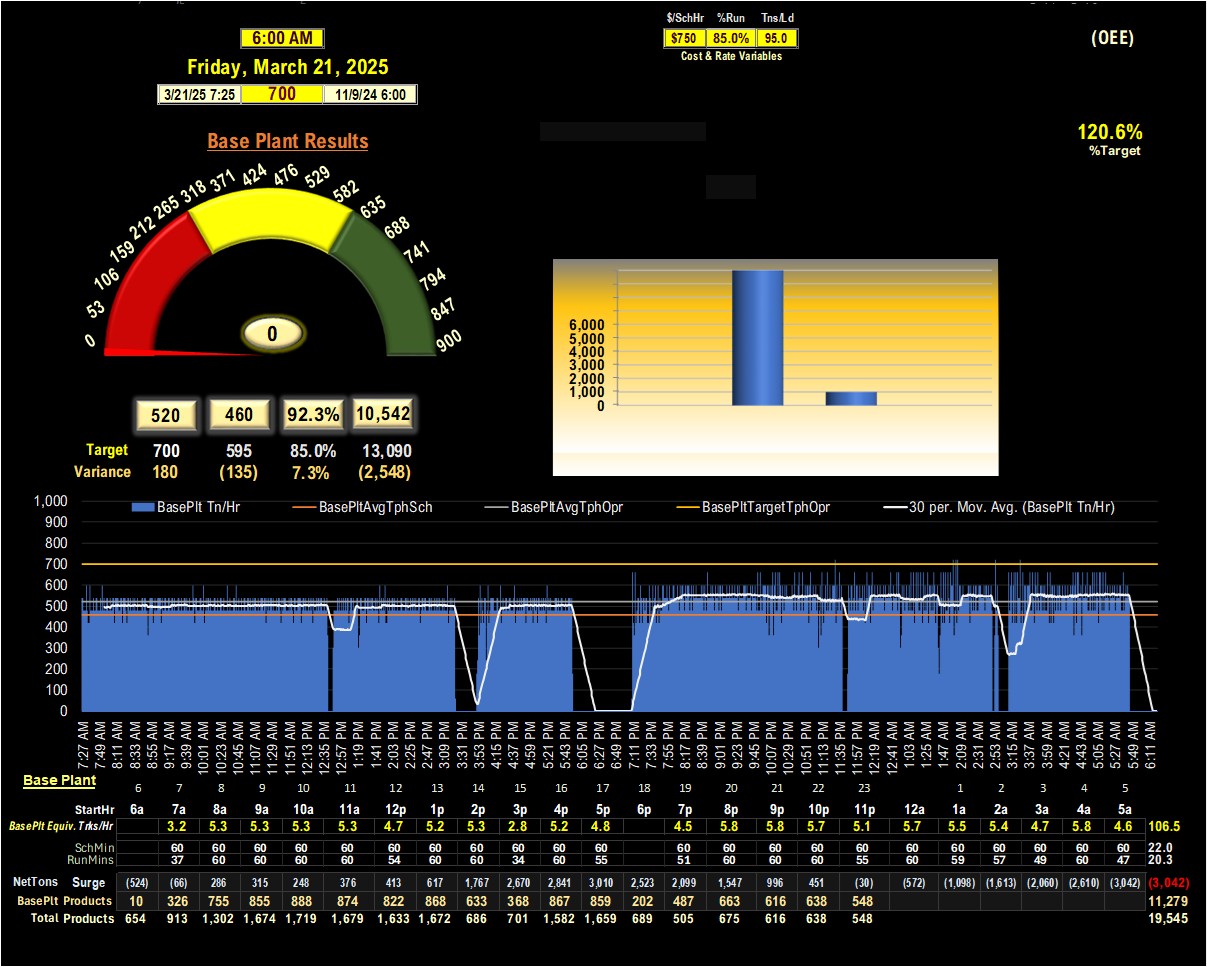 $/SchHr %Run Tns/Ld
6:00 AM $750 85.0% 95.0 (OEE)
Cost & Rate Variables
Friday, March 21, 2025
3/21/25 7:25 700 11/9/24 6:00
120.6%
%Target
Base Plant Results
0 53 106 159 212 265 318 371 424 476 529 582 635 688 741 794 847 900
0
6,000
5,000
4,000
3,000
2,000
1,000
0
520 460 92.3% 10,542
Target 700 595 85.0% 13,090
Variance 180 (135) 7.3% (2,548)
BasePlt Tn/Hr BasePltAvgTphSch BasePltAvgTphOpr BasePltTargetTphOpr 30 per. Mov. Avg. (BasePlt Tn/Hr)
1,000
900
800
700
600
500
400
300
200
100
0
7:27 AM 7:49 AM 8:11 AM 8:33 AM 8:55 AM 9:17 AM 9:39 AM 10:01 AM 10:23 AM 10:45 AM 11:07 AM 11:29 AM 11:51 AM 12:13 PM 12:35 PM 12:57 PM 1:19 PM 1:41 PM 2:03 PM 2:25 PM 2:47 PM 3:09 PM 3:31 PM 3:53 PM 4:15 PM 4:37 PM 4:59 PM 5:21 PM 5:43 PM 6:05 PM 6:27 PM 6:49 PM 7:11 PM 7:33 PM 7:55 PM 8:17 PM 8:39 PM 9:01 PM 9:23 PM 9:45 PM 10:07 PM 10:29 PM 10:51 PM 11:13 PM 11:35 PM 11:57 PM 12:19 AM 12:41 AM 1:03 AM 1:25 AM 1:47 AM 2:09 AM 2:31 AM 2:53 AM 3:15 AM 3:37 AM 3:59 AM 4:21 AM 4:43 AM 5:05 AM 5:27 AM 5:49 AM 6:11 AM
Base Plant
6 7 8 9 10 11 12 13 14 15 16 17 18 19 20 21 22 23 1 2 3 4 5
StartHr 6a 7a 8a 9a 10a 11a 12p 1p 2p 3p 4p 5p 6p 7p 8p 9p 10p 11p 12a 1a 2a 3a 4a 5a
BasePlt Equiv. Trks/Hr 3.2 5.3 5.3 5.3 5.3 4.7 5.2 5.3 2.8 5.2 4.8 4.5 5.8 5.8 5.7 5.1 5.7 5.5 5.4 4.7 5.8 4.6 106.5
SchMin 60 60 60 60 60 60 60 60 60 60 60 60 60 60 60 60 60 60 60 60 60 60 22.0
RunMins 37 60 60 60 60 54 60 60 34 60 55 51 60 60 60 55 60 59 57 49 60 47 20.3
NetTons Surge (524) (66) 286 315 248 376 413 617 1,767 2,670 2,841 3,010 2,523 2,099 1,547 996 451 (30) (572) (1,098) (1,613) (2,060) (2,610) (3,042) (3,042)
BasePlt Products 10 326 755 855 888 874 822 868 633 368 867 859 202 487 663 616 638 548 11,279
Total Products 654 913 1,302 1,674 1,719 1,679 1,633 1,672 686 701 1,582 1,659 689 505 675 616 638 548 19,545